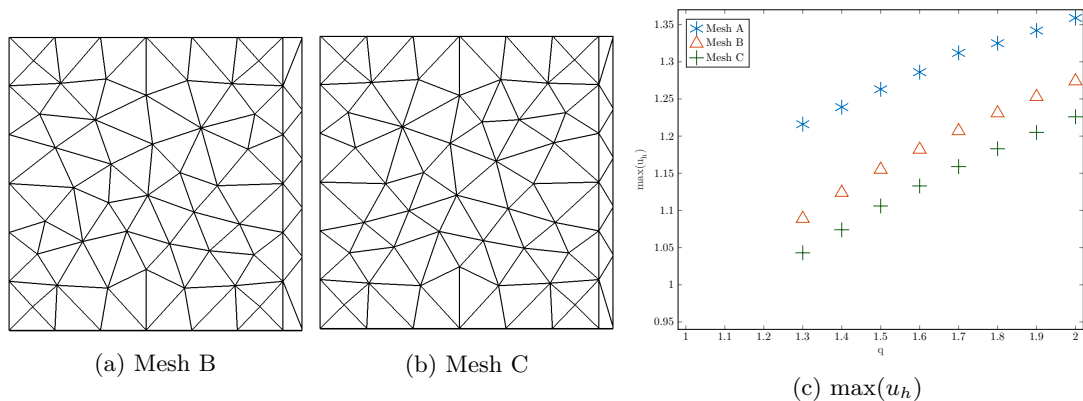 Mesh A
Mesh B
Mesh C
1.35
1.3
1.25
1.2
1.15
1.1
1.05
1
0.95
max(u_h)
1 1.1 1.2 1.3 1.4 1.5 1.6 1.7 1.8 1.9 2
q
(a) Mesh B
(b) Mesh C
(c) max(u_h)